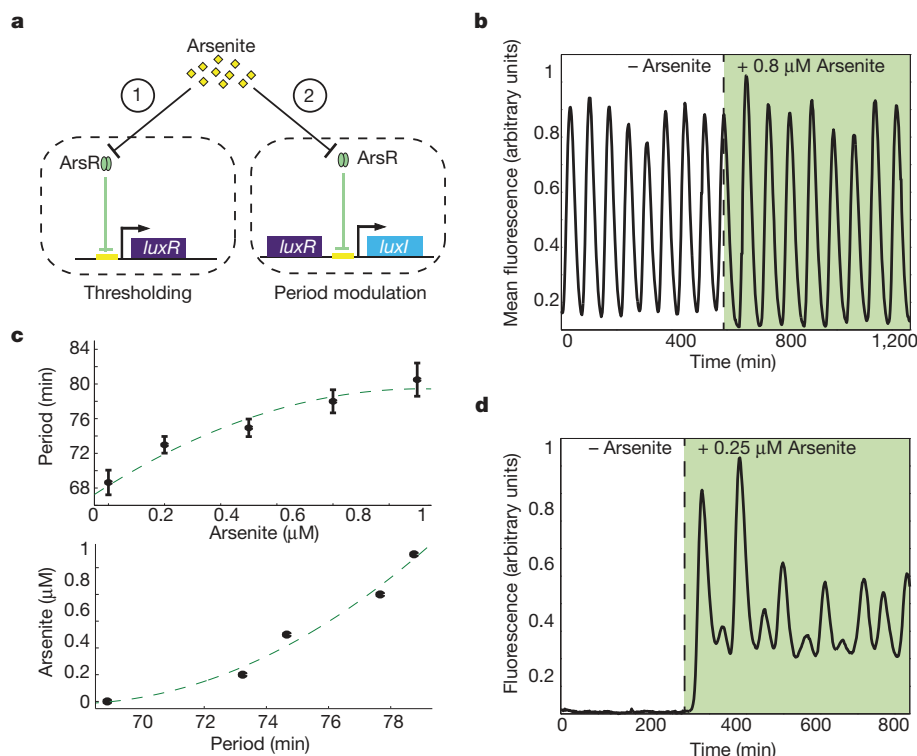 a
Arsenite
1
2
ArsR
ArsR
luxR
luxR
luxI
Thresholding
Period modulation
b
– Arsenite
+ 0.8 µM Arsenite
Mean fluorescence (arbitrary units)
1
0.8
0.6
0.4
0.2
0 400 800 1,200
Time (min)
c
Period (min)
84
80
76
72
68
0 0.2 0.4 0.6 0.8 1
Arsenite (µM)
Arsenite (µM)
1
0.8
0.6
0.4
0.2
0
70 72 74 76 78
Period (min)
d
– Arsenite
+ 0.25 µM Arsenite
Fluorescence (arbitrary units)
1
0.8
0.6
0.4
0.2
0 200 400 600 800
Time (min)